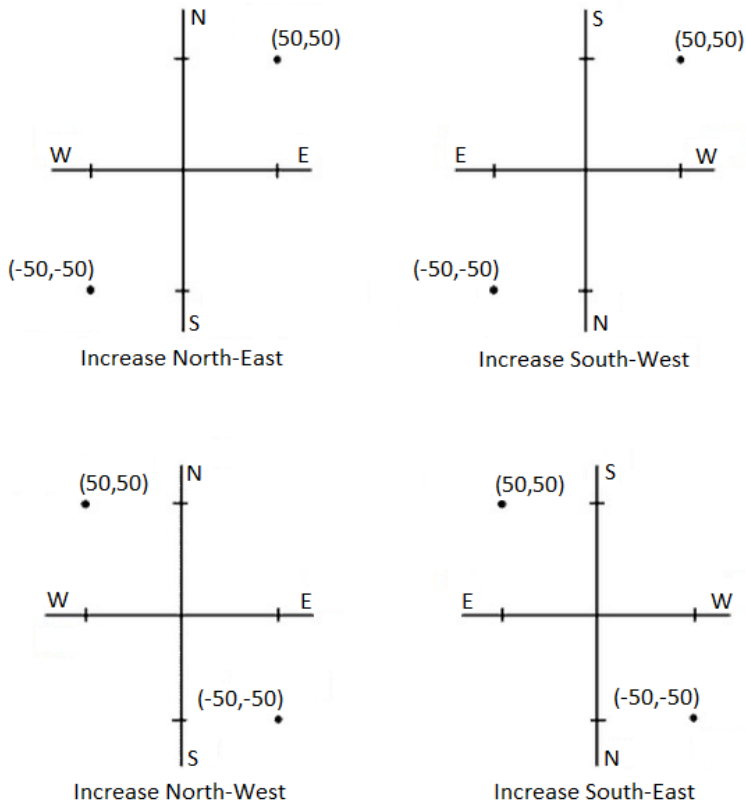 N
(50,50)
W
E
(-50,-50)
S
Increase North-East
S
(50,50)
E
W
(-50,-50)
N
Increase South-West
N
(50,50)
W
E
(-50,-50)
S
Increase North-West
S
(50,50)
E
W
(-50,-50)
N
Increase South-East